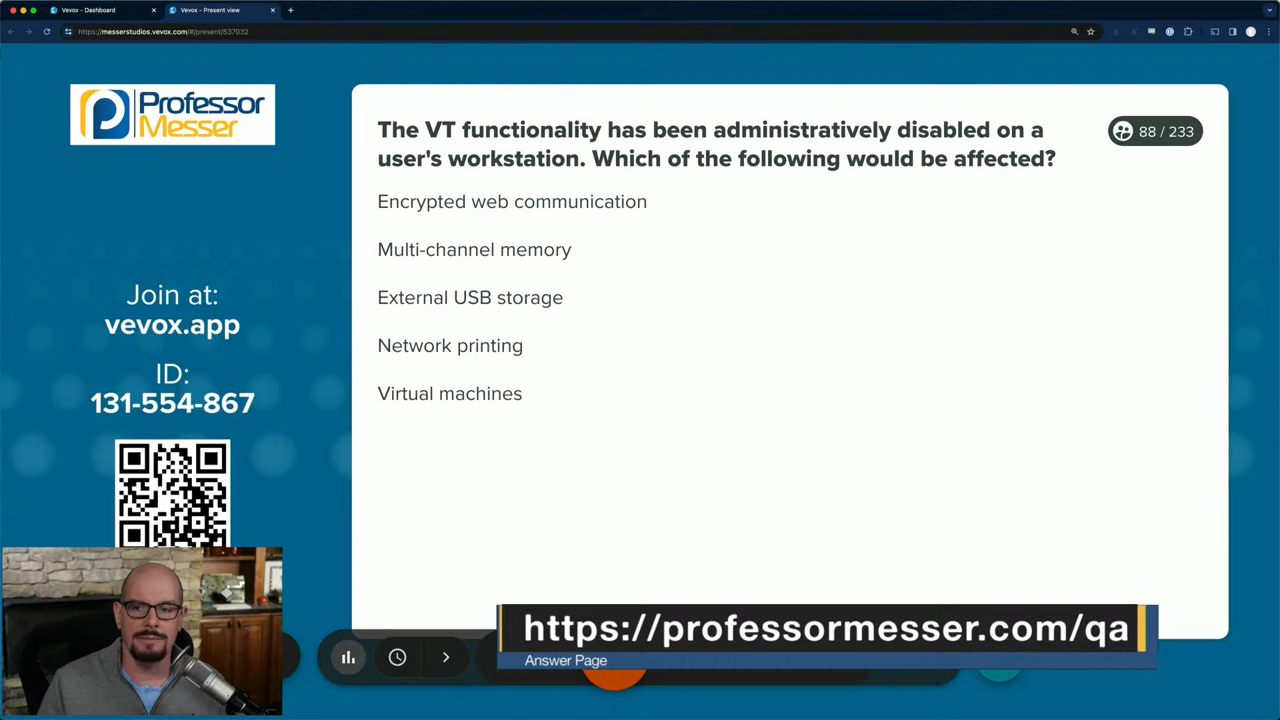 Vevox - Dashboard
Vevox - Present view
https://messerstudios.vevox.com/#/present/537032
Professor
Messer
Join at:
vevox.app
ID:
131-554-867
The VT functionality has been administratively disabled on a
user's workstation. Which of the following would be affected?
88 / 233
Encrypted web communication
Multi-channel memory
External USB storage
Network printing
Virtual machines
https://professormesser.com/qa
Answer Page